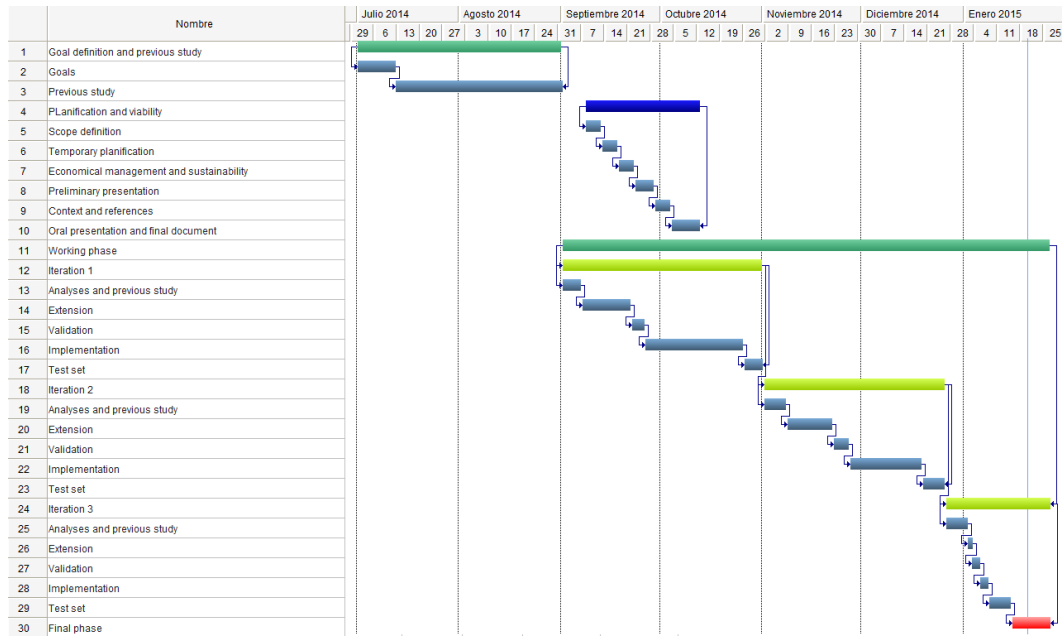 Nombre
Julio 2014 Agosto 2014 Septiembre 2014 Octubre 2014 Noviembre 2014 Diciembre 2014 Enero 2015
29 6 13 20 27 3 10 17 24 31 7 14 21 28 5 12 19 26 2 9 16 23 30 7 14 21 28 4 11 18 25
1 Goal definition and previous study
2 Goals
3 Previous study
4 PLanification and viability
5 Scope definition
6 Temporary planification
7 Economical management and sustainability
8 Preliminary presentation
9 Context and references
10 Oral presentation and final document
11 Working phase
12 Iteration 1
13 Analyses and previous study
14 Extension
15 Validation
16 Implementation
17 Test set
18 Iteration 2
19 Analyses and previous study
20 Extension
21 Validation
22 Implementation
23 Test set
24 Iteration 3
25 Analyses and previous study
26 Extension
27 Validation
28 Implementation
29 Test set
30 Final phase